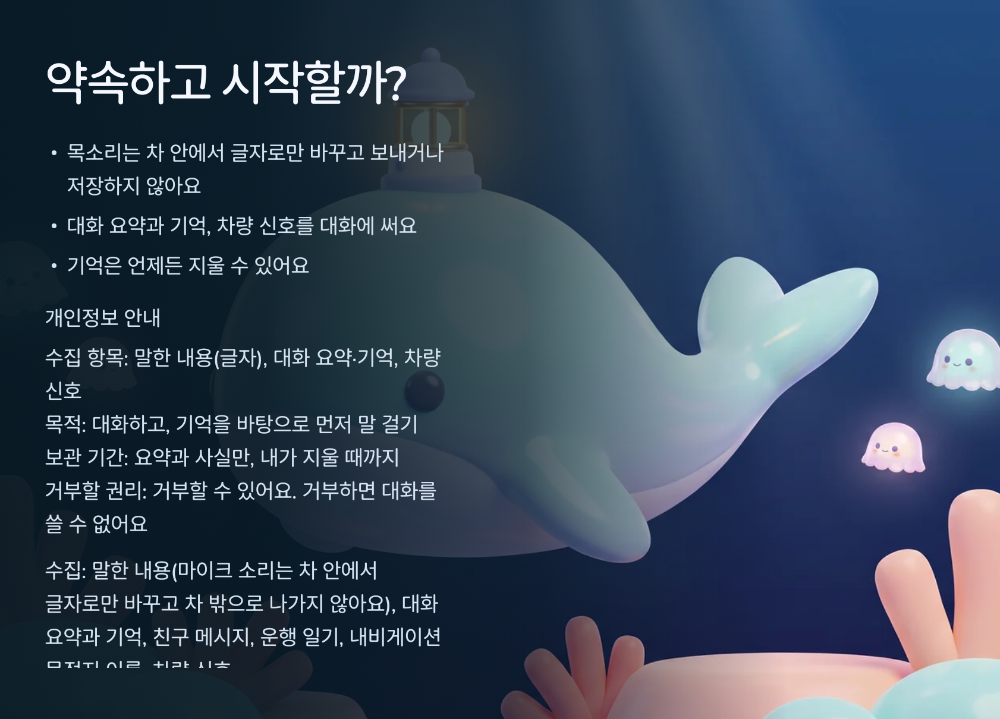 약속하고 시작할까?
• 목소리는 차 안에서 글자로만 바꾸고 보내거나
저장하지 않아요
• 대화 요약과 기억, 차량 신호를 대화에 써요
• 기억은 언제든 지울 수 있어요
개인정보 안내
수집 항목: 말한 내용(글자), 대화 요약·기억, 차량
신호
목적: 대화하고, 기억을 바탕으로 먼저 말 걸기
보관 기간: 요약과 사실만, 내가 지울 때까지
거부할 권리: 거부할 수 있어요. 거부하면 대화를
쓸 수 없어요
수집: 말한 내용(마이크 소리는 차 안에서
글자로만 바꾸고 차 밖으로 나가지 않아요), 대화
요약과 기억, 친구 메시지, 운행 일기, 내비게이션